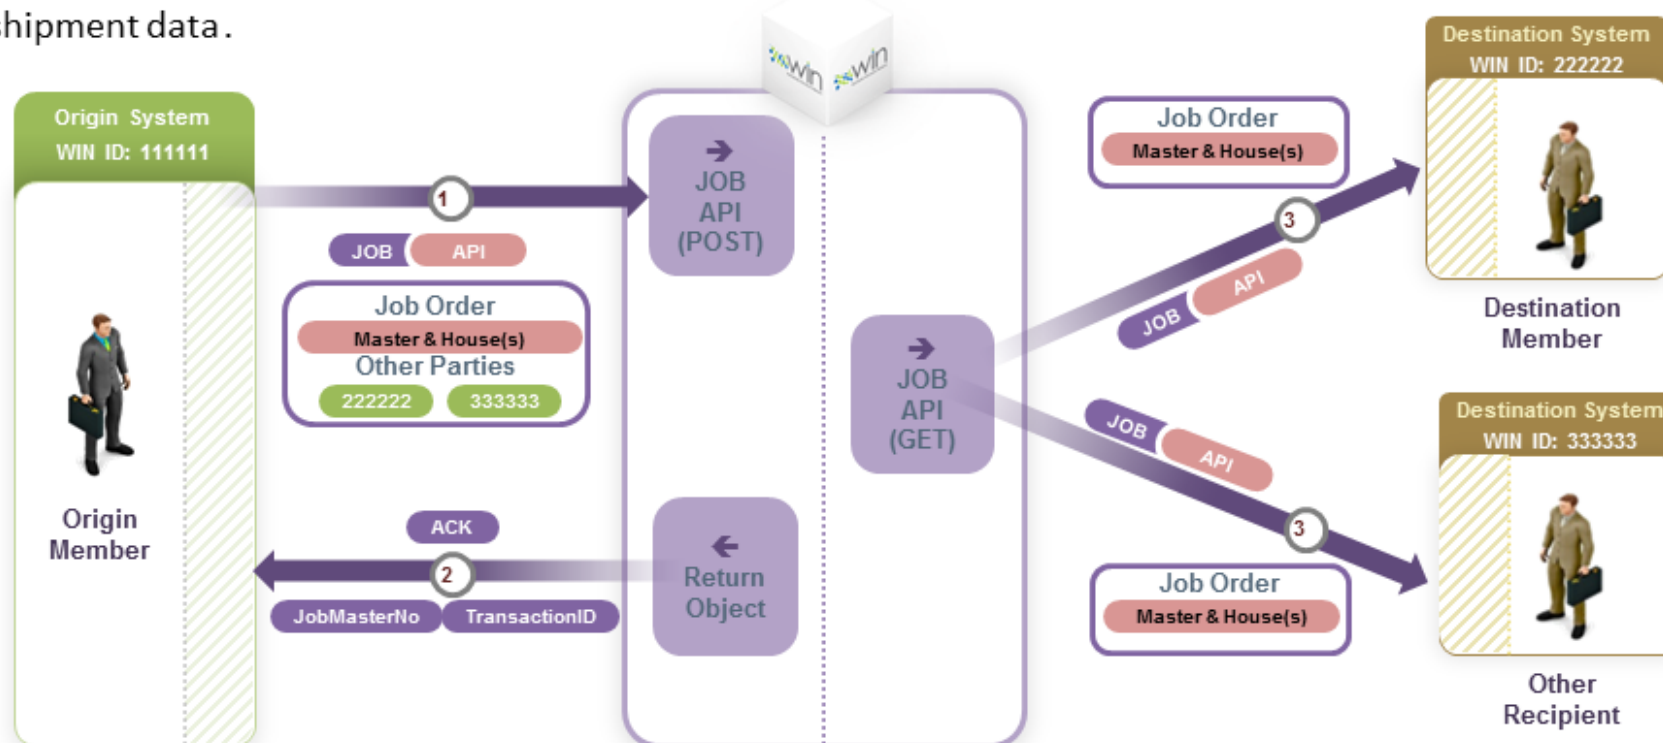 shipment data.
win win
Origin System
WIN ID: 111111
Origin
Member
1
JOB API
Job Order
Master & House(s)
Other Parties
222222 333333
ACK
2
JobMasterNo TransactionID
➔
JOB
API
(POST)
🡨
Return
Object
➔
JOB
API
(GET)
Job Order
Master & House(s)
3
JOB API
Destination System
WIN ID: 222222
Destination
Member
JOB API
3
Job Order
Master & House(s)
Destination System
WIN ID: 333333
Other
Recipient